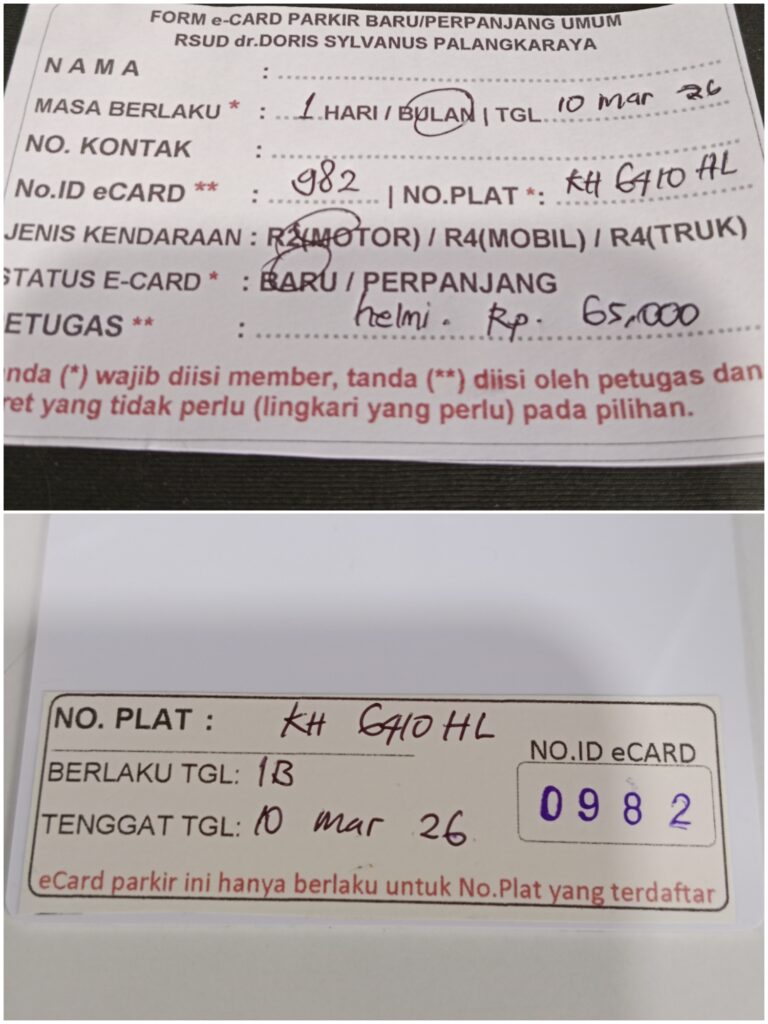 FORM e-CARD PARKIR BARU/PERPANJANG UMUM
RSUD dr.DORIS SYLVANUS PALANGKARAYA
NAMA :
MASA BERLAKU * : 1 HARI / BULAN | TGL 10 mar 26
NO. KONTAK :
No.ID eCARD ** : 982 | NO.PLAT *: KH 6410 HL
JENIS KENDARAAN : R2(MOTOR) / R4(MOBIL) / R4(TRUK)
STATUS E-CARD * : BARU / PERPANJANG
ETUGAS ** : helmi. Rp. 65,000
nda (*) wajib diisi member, tanda (**) diisi oleh petugas dan
ret yang tidak perlu (lingkari yang perlu) pada pilihan.
NO. PLAT : KH 6410 HL
BERLAKU TGL: 1B
TENGGAT TGL: 10 mar 26
NO.ID eCARD
0982
eCard parkir ini hanya berlaku untuk No.Plat yang terdaftar